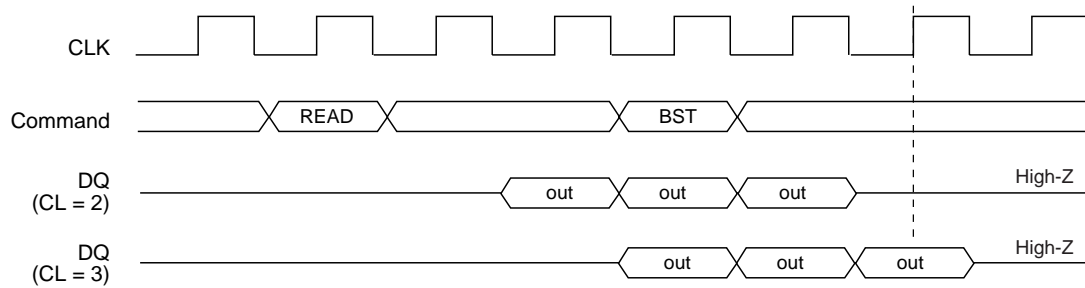 CLK
Command READ BST
DQ
(CL = 2) out out out High-Z
DQ
(CL = 3) out out out High-Z